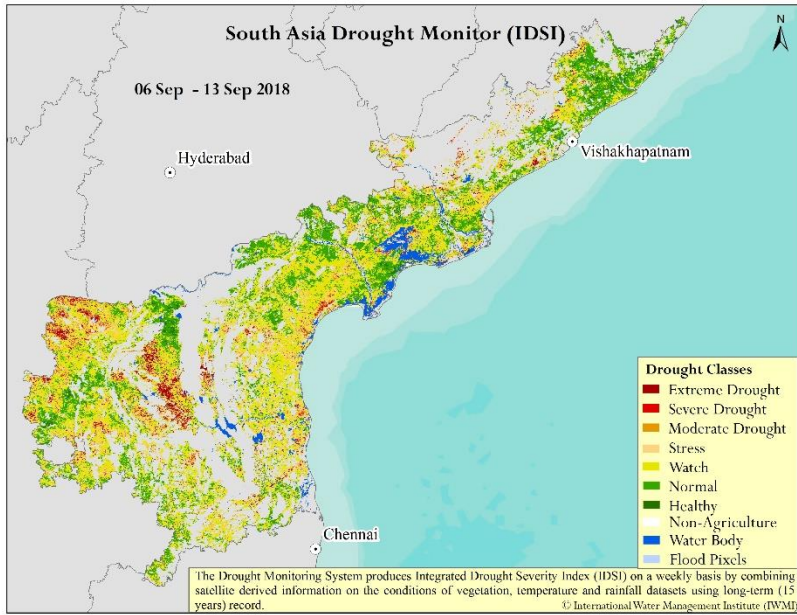 South Asia Drought Monitor (IDSI)
N
06 Sep - 13 Sep 2018
Vishakhapatnam
Hyderabad
Drought Classes
Extreme Drought
Severe Drought
Moderate Drought
Stress
Watch
Normal
Healthy
Non-Agriculture
Water Body
Flood Pixels
Chennai
The Drought Monitoring System produces Integrated Drought Severity Index (IDSI) on a weekly basis by combining
satellite derived information on the conditions of vegetation, temperature and rainfall datasets using long-term (15
years) record.
© International Water Management Institute (IWMI)